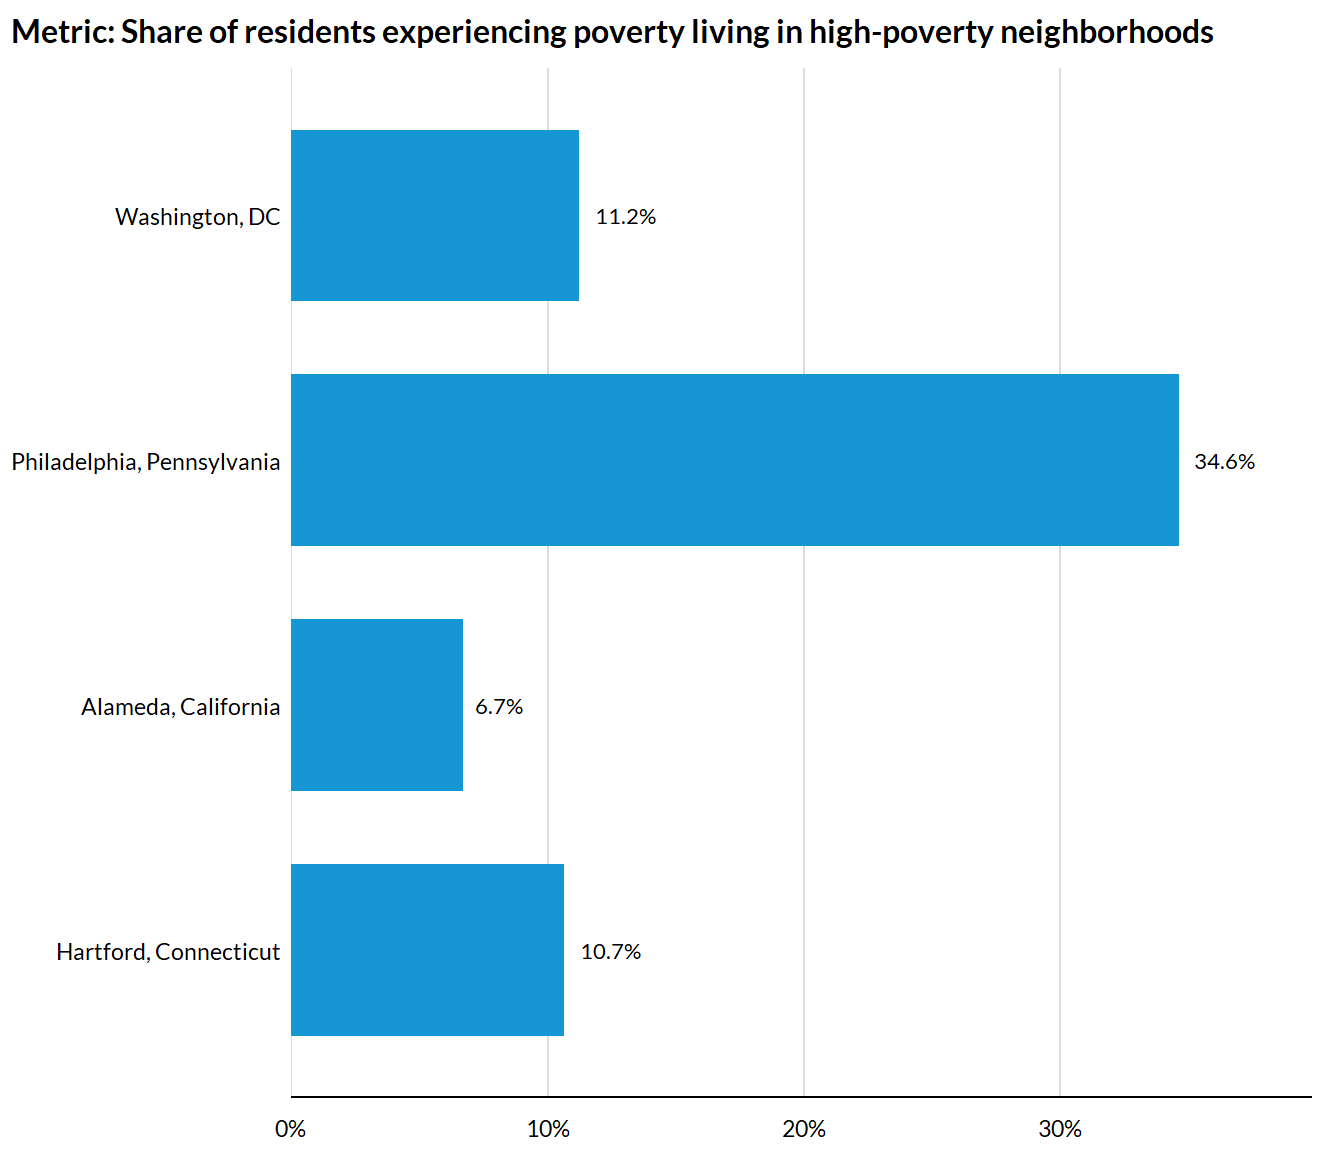 Metric: Share of residents experiencing poverty living in high-poverty neighborhoods
Washington, DC
11.2%
Philadelphia, Pennsylvania
34.6%
Alameda, California
6.7%
Hartford, Connecticut
10.7%
0%
10%
20%
30%